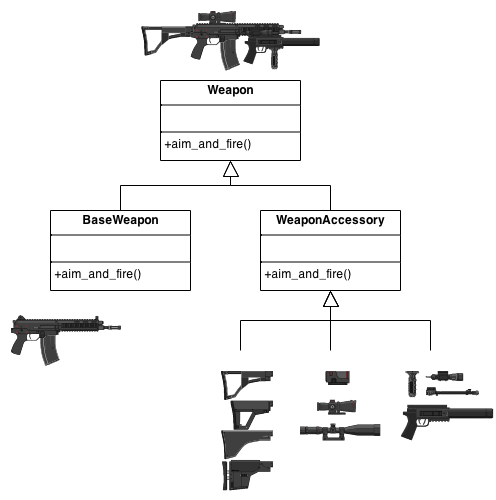 Weapon
+aim_and_fire()
BaseWeapon
WeaponAccessory
+aim_and_fire()
+aim_and_fire()